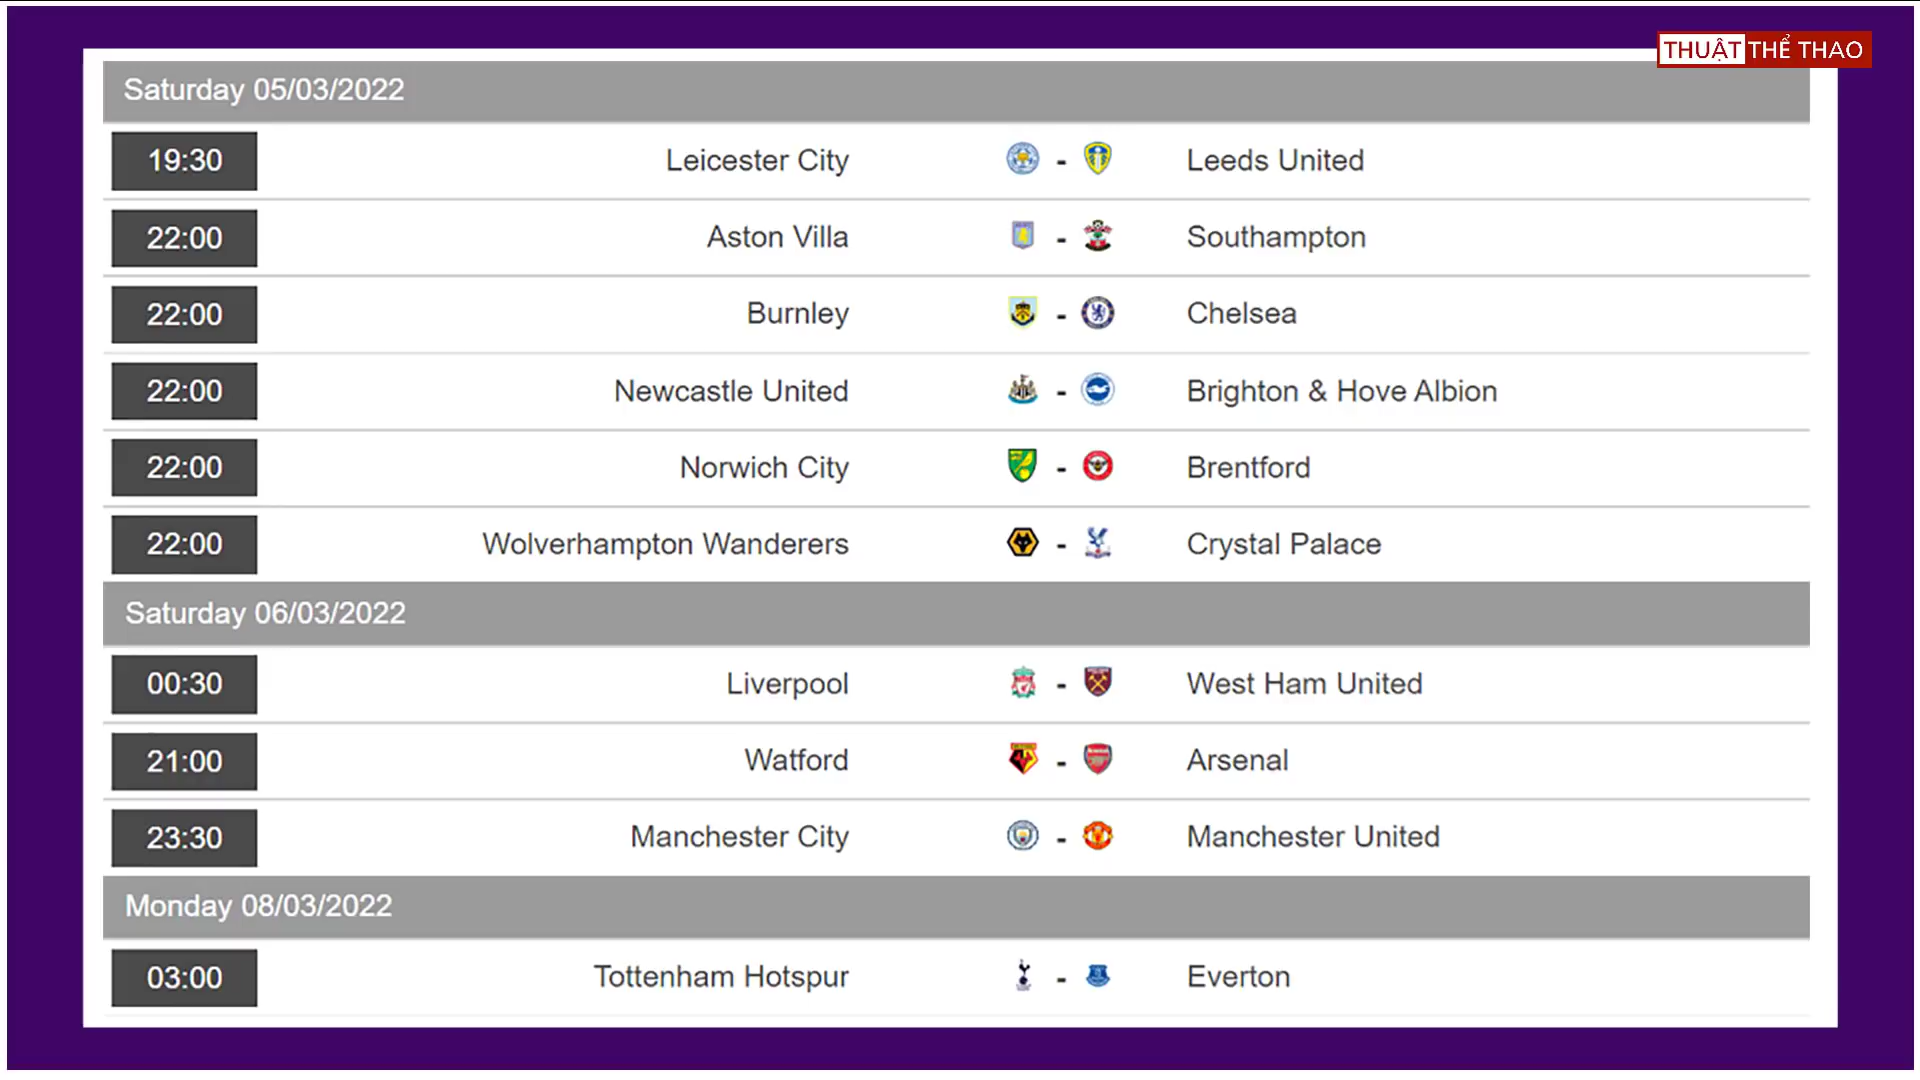 THUẬT THỂ THAO
Saturday 05/03/2022
19:30 Leicester City - Leeds United
22:00 Aston Villa - Southampton
22:00 Burnley - Chelsea
22:00 Newcastle United - Brighton & Hove Albion
22:00 Norwich City - Brentford
22:00 Wolverhampton Wanderers - Crystal Palace
Saturday 06/03/2022
00:30 Liverpool - West Ham United
21:00 Watford - Arsenal
23:30 Manchester City - Manchester United
Monday 08/03/2022
03:00 Tottenham Hotspur - Everton